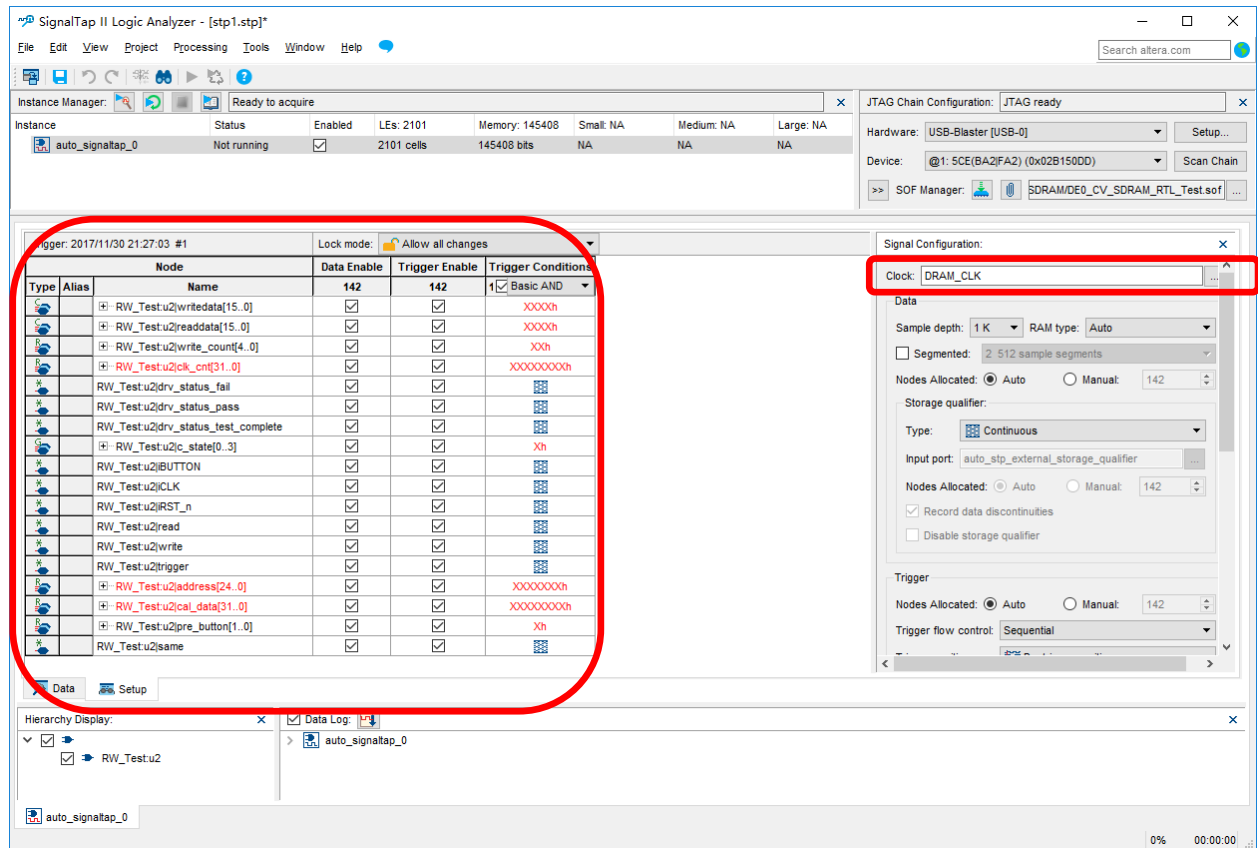 SignalTap II Logic Analyzer - [stp1.stp]*
File Edit View Project Processing Tools Window Help
Search altera.com
Instance Manager: Ready to acquire
JTAG Chain Configuration: JTAG ready
Instance Status Enabled LEs: 2101 Memory: 145408 Small: NA Medium: NA Large: NA
auto_signaltap_0 Not running 2101 cells 145408 bits NA NA NA
Hardware: USB-Blaster [USB-0] Setup...
Device: @1: 5CE(BA2|FA2) (0x02B150DD) Scan Chain
>> SOF Manager: SDRAM/DE0_CV_SDRAM_RTL_Test.sof ...
trigger: 2017/11/30 21:27:03 #1 Lock mode: Allow all changes
Node Data Enable Trigger Enable Trigger Conditions
Type Alias Name 142 142 1 Basic AND
RW_Test:u2|writedata[15..0] XXXXh
RW_Test:u2|readdata[15..0] XXXXh
RW_Test:u2|write_count[4..0] XXh
RW_Test:u2|clk_cnt[31..0] XXXXXXXXh
RW_Test:u2|drv_status_fail
RW_Test:u2|drv_status_pass
RW_Test:u2|drv_status_test_complete
RW_Test:u2|c_state[0..3] Xh
RW_Test:u2|iBUTTON
RW_Test:u2|iCLK
RW_Test:u2|iRST_n
RW_Test:u2|read
RW_Test:u2|write
RW_Test:u2|trigger
RW_Test:u2|address[24..0] XXXXXXXh
RW_Test:u2|cal_data[31..0] XXXXXXXXh
RW_Test:u2|pre_button[1..0] Xh
RW_Test:u2|same
Data Setup
Signal Configuration:
Clock: DRAM_CLK ...
Data
Sample depth: 1 K RAM type: Auto
Segmented: 2 512 sample segments
Nodes Allocated: Auto Manual: 142
Storage qualifier:
Type: Continuous
Input port: auto_stp_external_storage_qualifier ...
Nodes Allocated: Auto Manual: 142
Record data discontinuities
Disable storage qualifier
Trigger
Nodes Allocated: Auto Manual: 142
Trigger flow control: Sequential
Hierarchy Display:
RW_Test:u2
Data Log:
auto_signaltap_0
auto_signaltap_0
0% 00:00:00